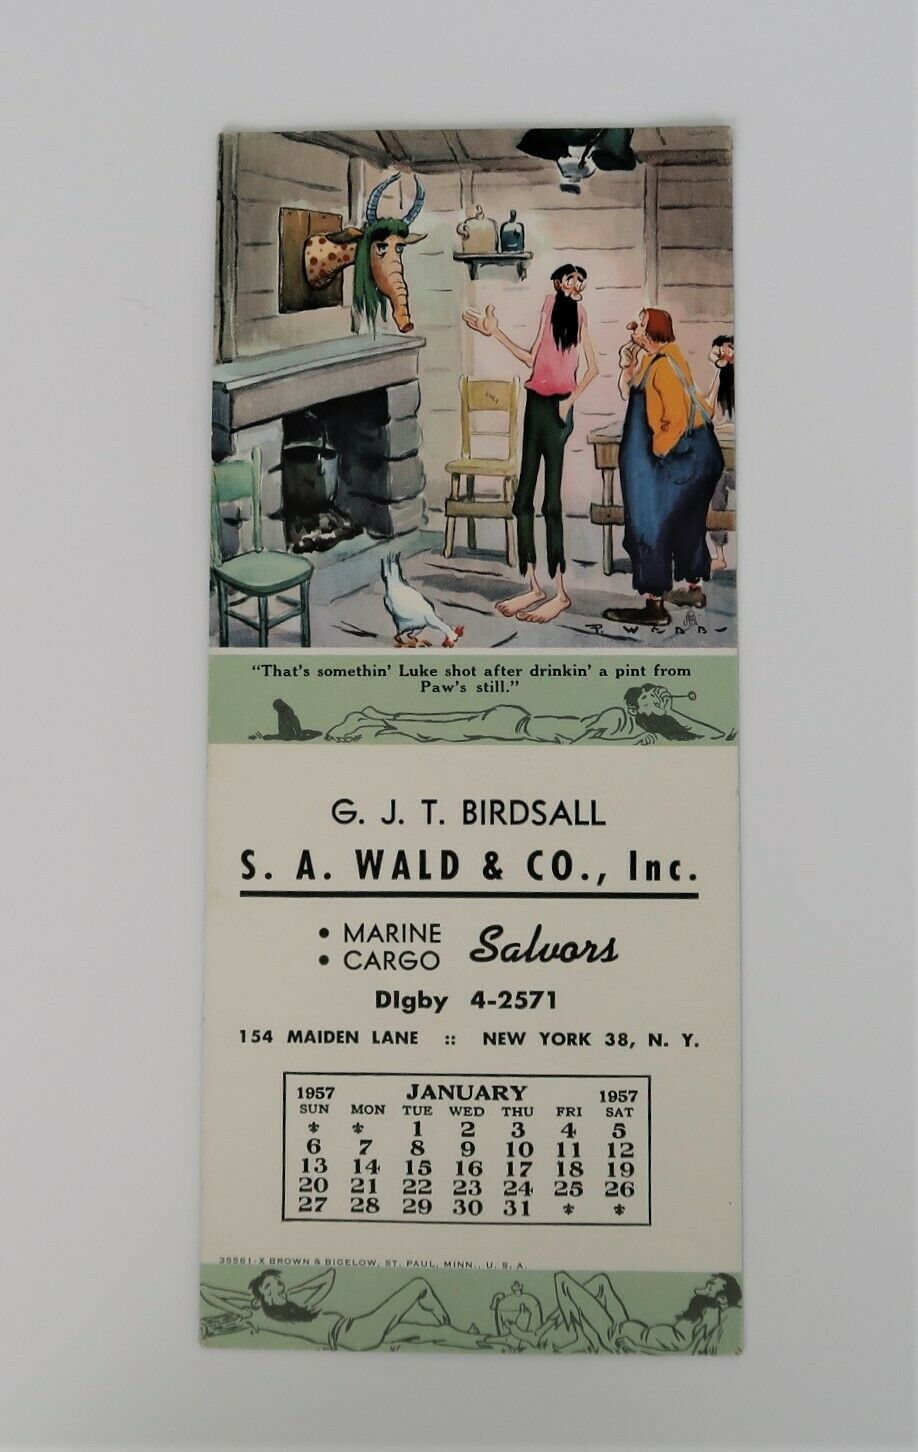 P. WEBB
"That's somethin' Luke shot after drinkin' a pint from
Paw's still."
G. J. T. BIRDSALL
S. A. WALD & CO., Inc.
• MARINE
• CARGO
Salvors
DIgby 4-2571
154 MAIDEN LANE :: NEW YORK 38, N. Y.
1957 JANUARY 1957
SUN MON TUE WED THU FRI SAT
1 2 3 4 5
6 7 8 9 10 11 12
13 14 15 16 17 18 19
20 21 22 23 24 25 26
27 28 29 30 31
35561-X BROWN & BIGELOW, ST. PAUL, MINN., U. S. A.